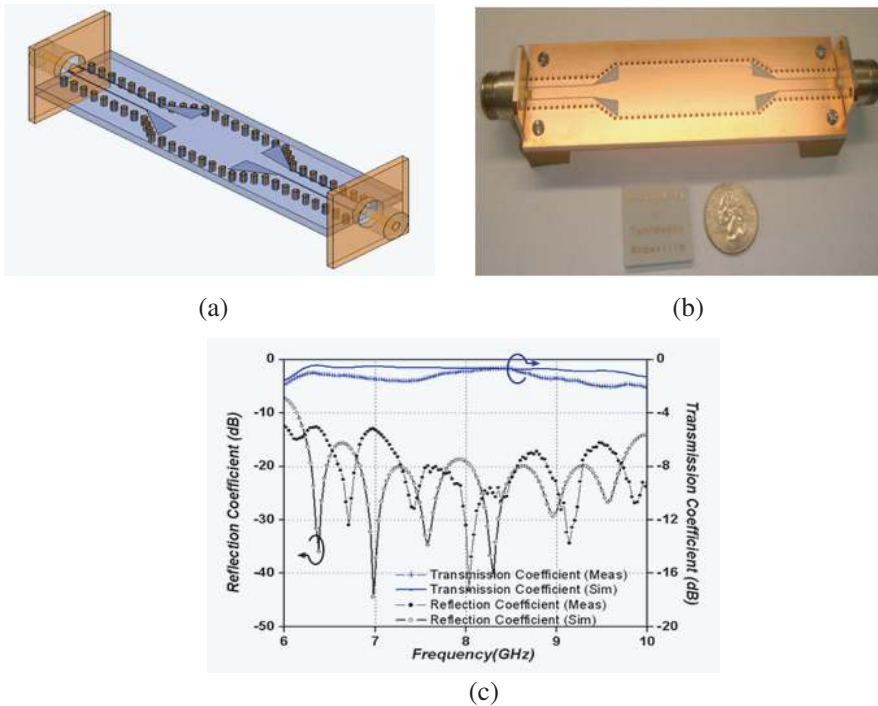 (a)
(b)
0
-10
-20
-30
-40
-50
Reflection Coefficient (dB)
0
-4
-8
-12
-16
-20
Transmission Coefficient (dB)
Transmission Coefficient (Meas)
Transmission Coefficient (Sim)
Reflection Coefficient (Meas)
Reflection Coefficient (Sim)
6
7
8
9
10
Frequency(GHz)
(c)